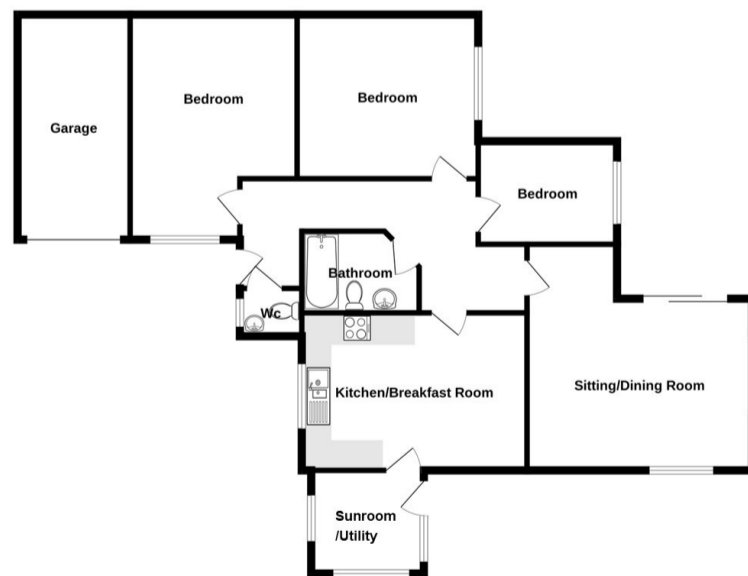 Garage
Bedroom
Bedroom
Bedroom
Bathroom
Wc
Kitchen/Breakfast Room
Sitting/Dining Room
Sunroom
/Utility